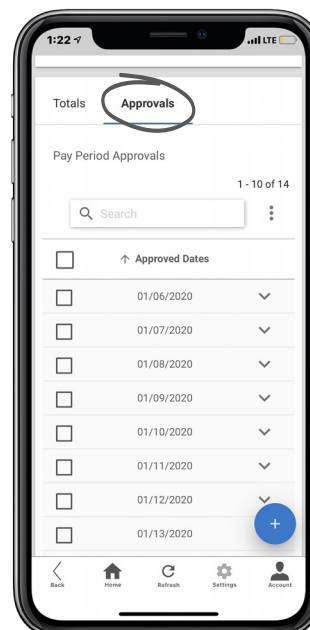 1:22 LTE
Totals Approvals
Pay Period Approvals
1 - 10 of 14
Search
Approved Dates
01/06/2020
01/07/2020
01/08/2020
01/09/2020
01/10/2020
01/11/2020
01/12/2020
01/13/2020
+
Back Home Refresh Settings Account